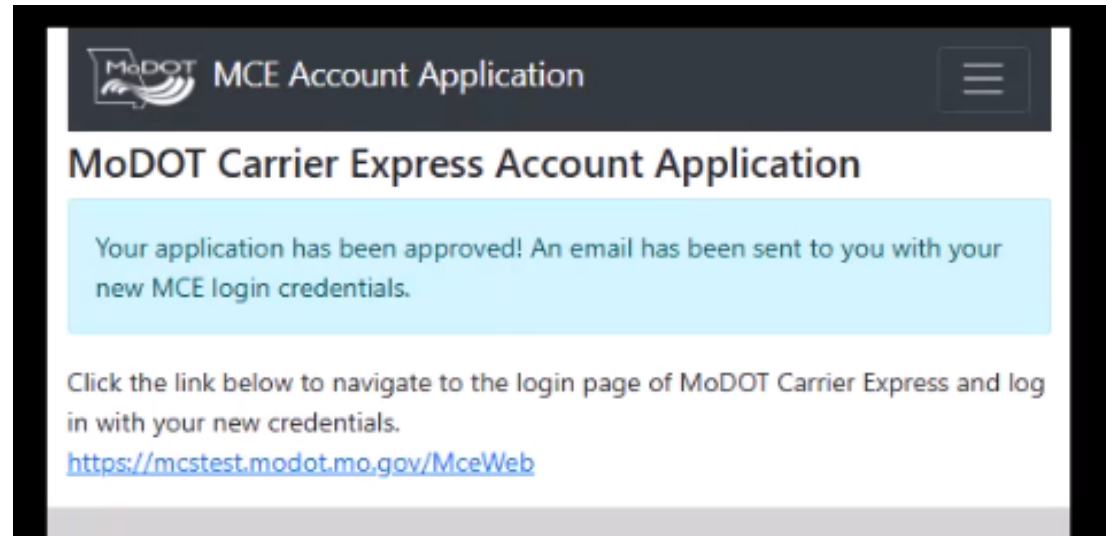 MoDOT MCE Account Application
MoDOT Carrier Express Account Application
Your application has been approved! An email has been sent to you with your
new MCE login credentials.
Click the link below to navigate to the login page of MoDOT Carrier Express and log
in with your new credentials.
https://mcstest.modot.mo.gov/MceWeb